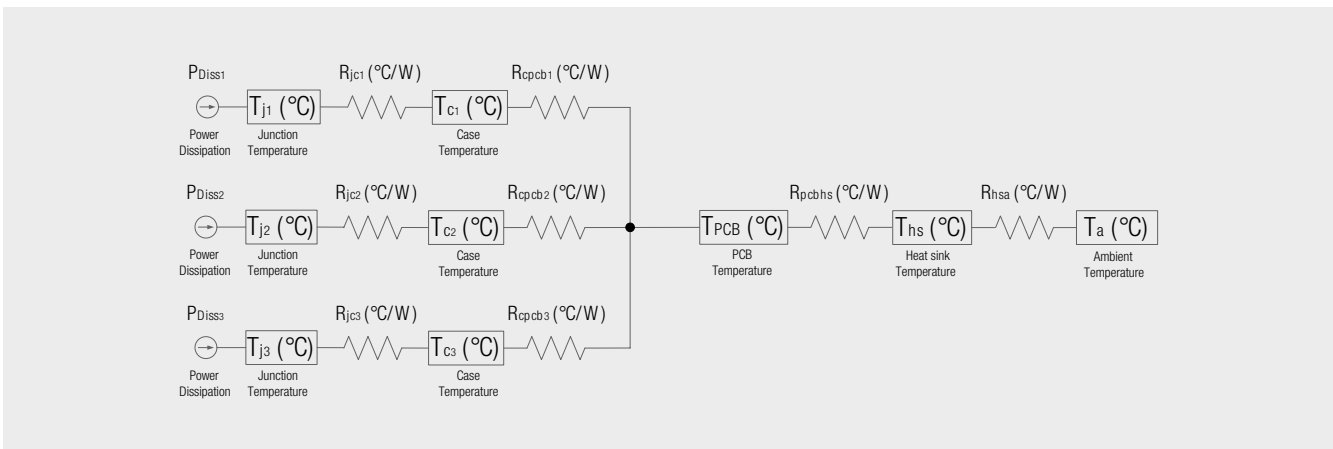 PDiss1
Rjc1 (°C/W)
Rcpcb1 (°C/W)
Tj1 (°C)
Tc1 (°C)
Power
Dissipation
Junction
Temperature
Case
Temperature
PDiss2
Rjc2 (°C/W)
Rcpcb2 (°C/W)
Rpcbhs (°C/W)
Rhsa (°C/W)
Tj2 (°C)
Tc2 (°C)
TPCB (°C)
Ths (°C)
Ta (°C)
Power
Dissipation
Junction
Temperature
Case
Temperature
PCB
Temperature
Heat sink
Temperature
Ambient
Temperature
PDiss3
Rjc3 (°C/W)
Rcpcb3 (°C/W)
Tj3 (°C)
Tc3 (°C)
Power
Dissipation
Junction
Temperature
Case
Temperature